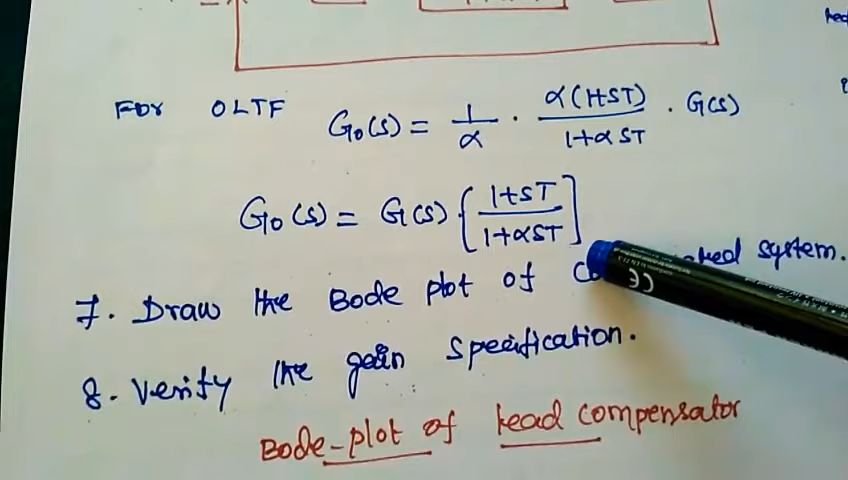 For OLTF G₀(s) = 1/α · α(1+ST)/1+αST · G(s)
G₀(s) = G(s) [1+ST/1+αST]
7. Draw the Bode plot of system.
8. Verify the gain specification.
Bode-plot of Lead compensator
CE